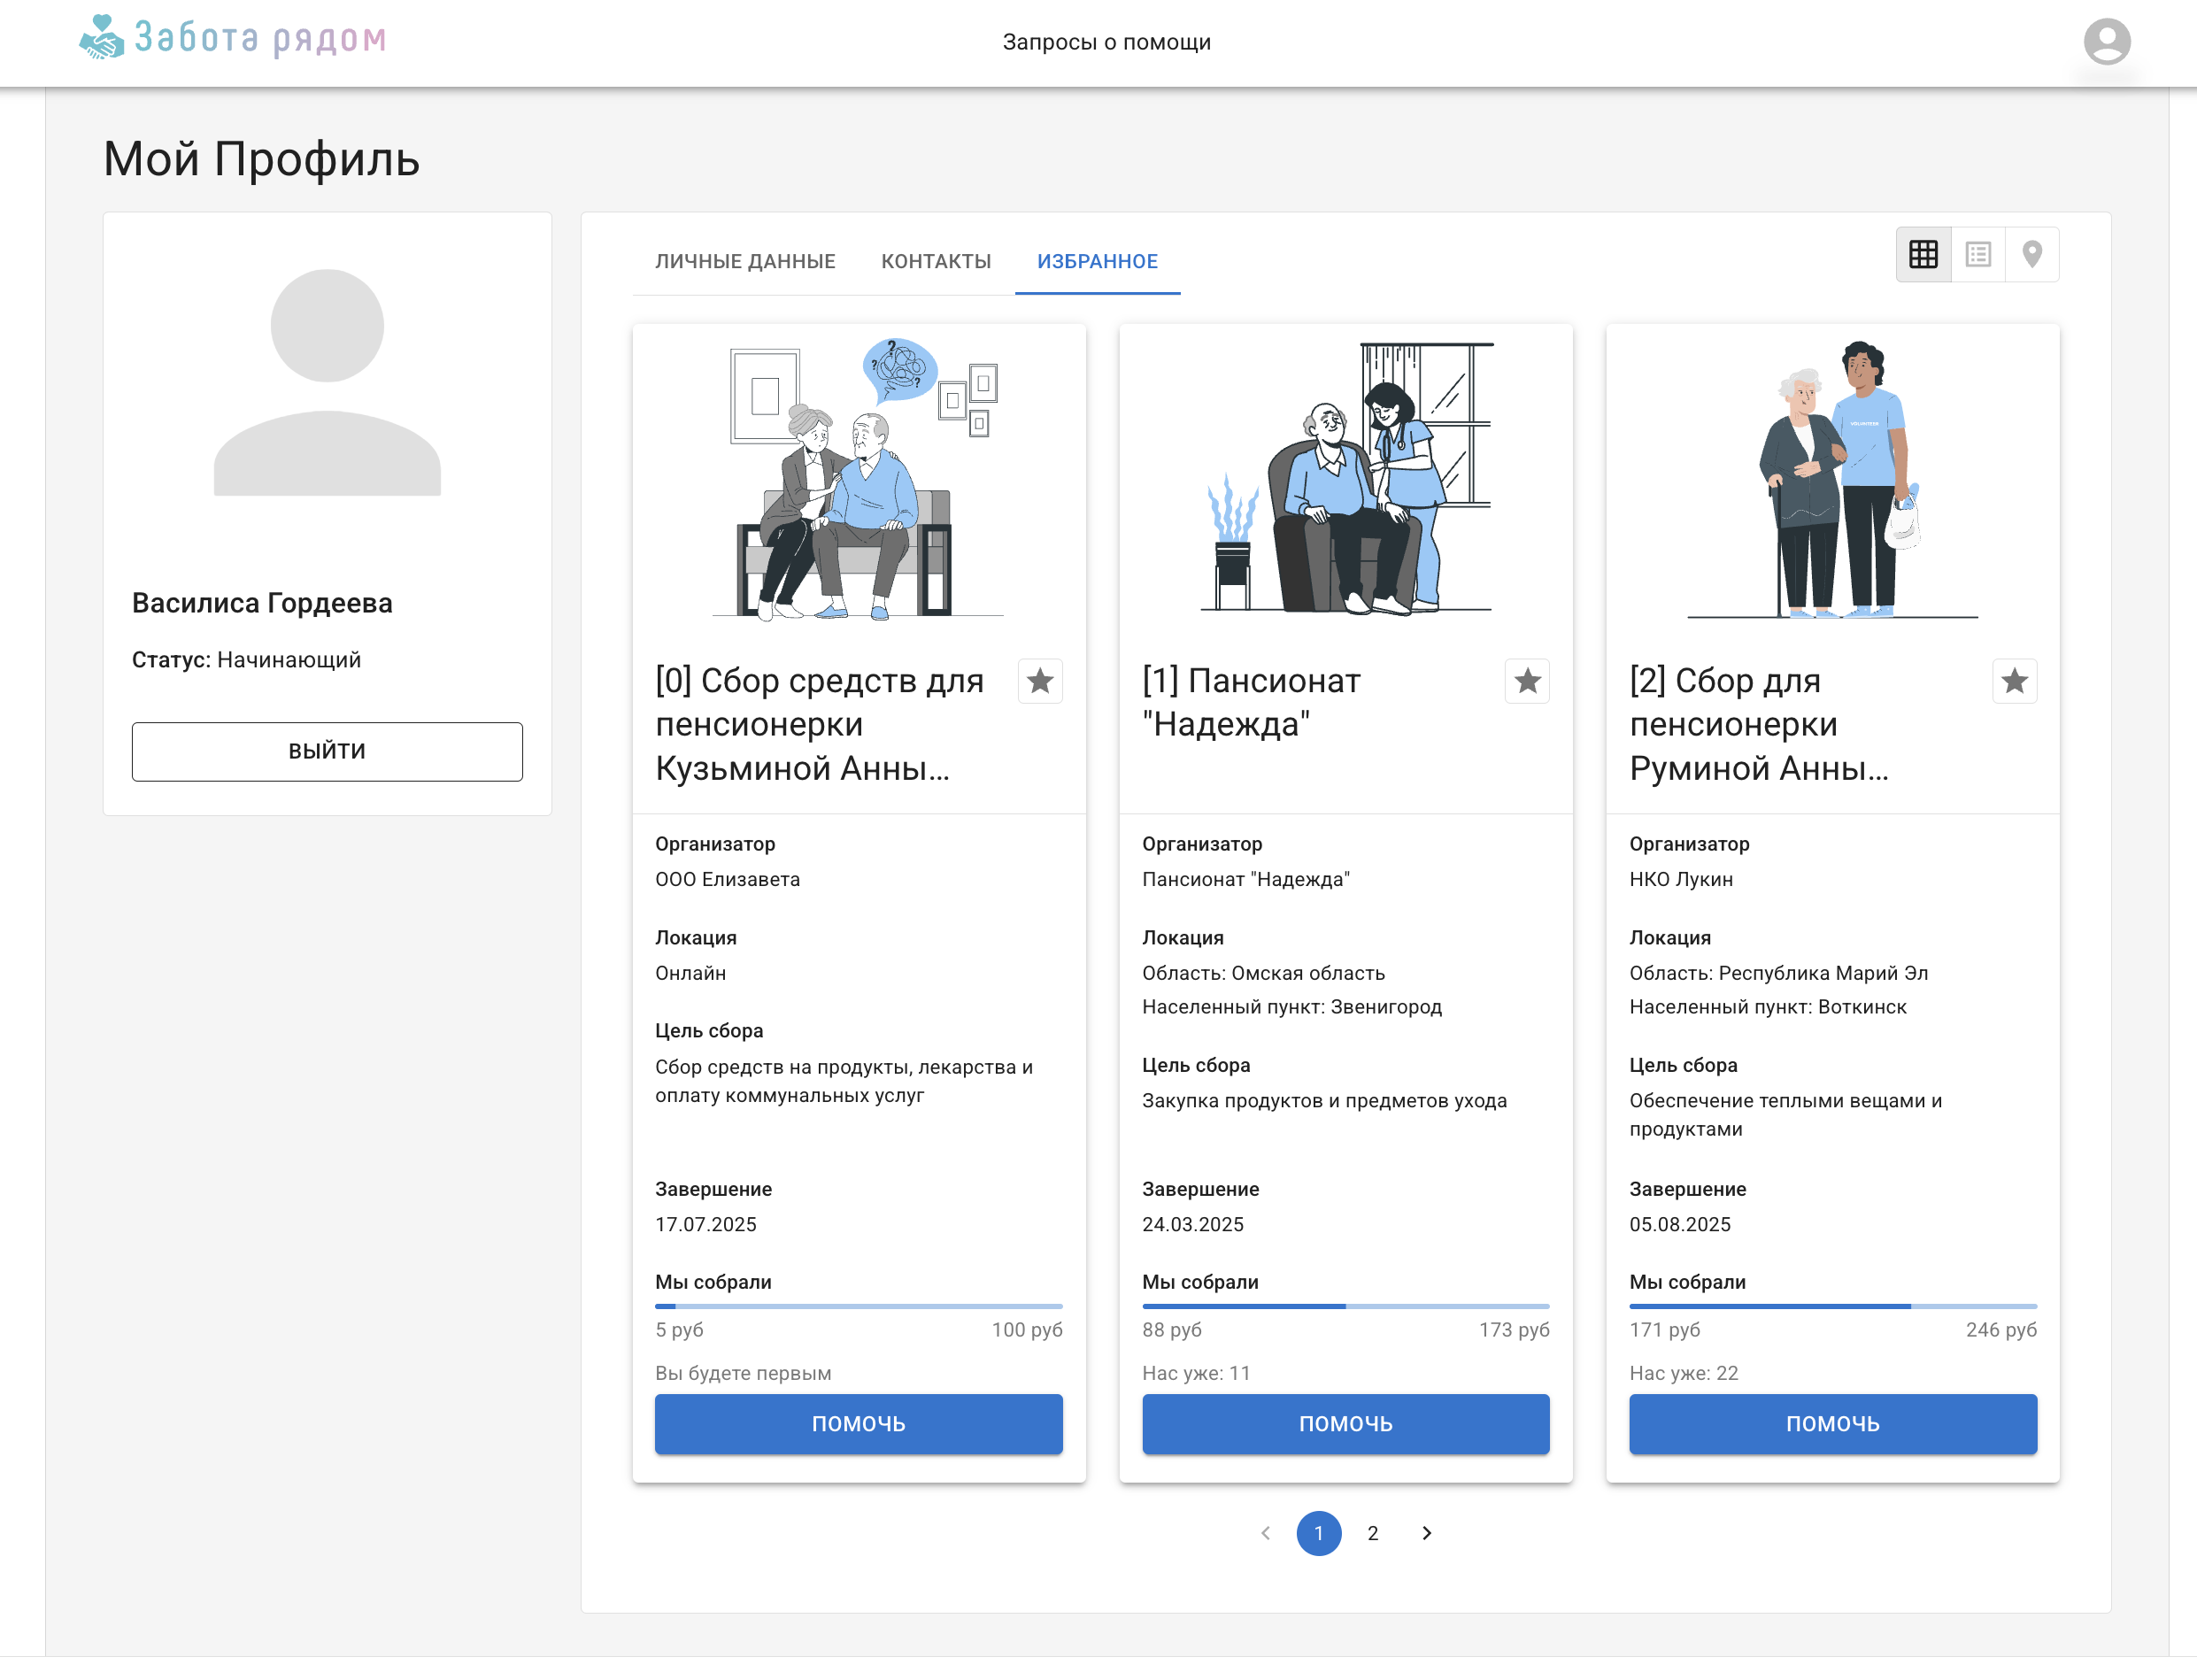 Забота рядом
Запросы о помощи
Мой Профиль
Василиса Гордеева
Статус: Начинающий
ВЫЙТИ
ЛИЧНЫЕ ДАННЫЕ
КОНТАКТЫ
ИЗБРАННОЕ
?
?
?
[0] Сбор средств для
пенсионерки
Кузьминой Анны...
Организатор
ООО Елизавета
Локация
Онлайн
Цель сбора
Сбор средств на продукты, лекарства и
оплату коммунальных услуг
Завершение
17.07.2025
Мы собрали
5 руб
100 руб
Вы будете первым
ПОМОЧЬ
[1] Пансионат
"Надежда"
Организатор
Пансионат "Надежда"
Локация
Область: Омская область
Населенный пункт: Звенигород
Цель сбора
Закупка продуктов и предметов ухода
Завершение
24.03.2025
Мы собрали
88 руб
173 руб
Нас уже: 11
ПОМОЧЬ
VOLUNTEER
[2] Сбор для
пенсионерки
Руминой Анны...
Организатор
НКО Лукин
Локация
Область: Республика Марий Эл
Населенный пункт: Воткинск
Цель сбора
Обеспечение теплыми вещами и
продуктами
Завершение
05.08.2025
Мы собрали
171 руб
246 руб
Нас уже: 22
ПОМОЧЬ
1
2